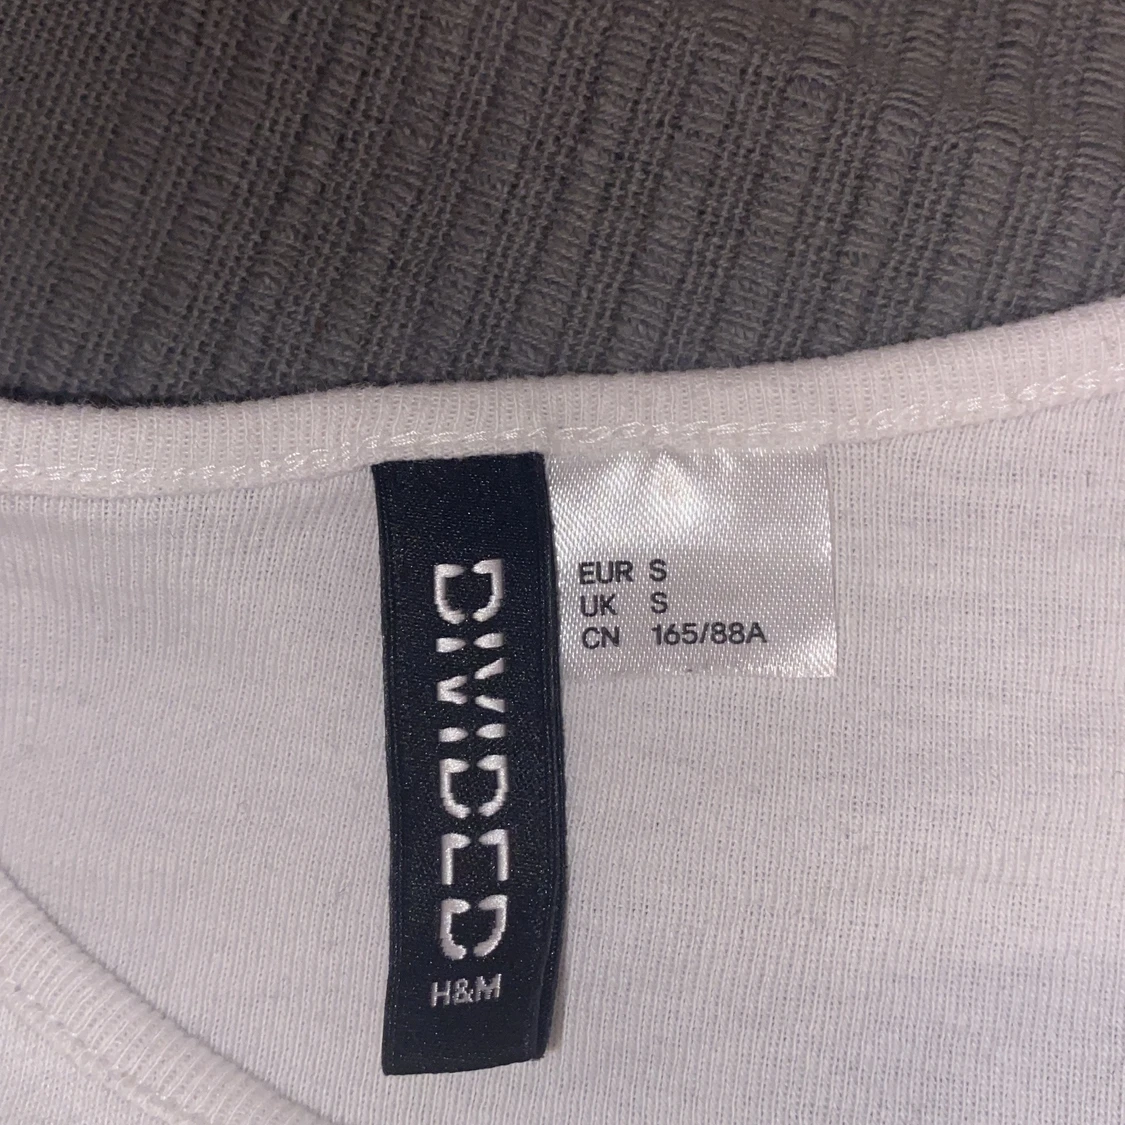 DIVIDED
H&M
EUR S
UK S
CN 165/88A